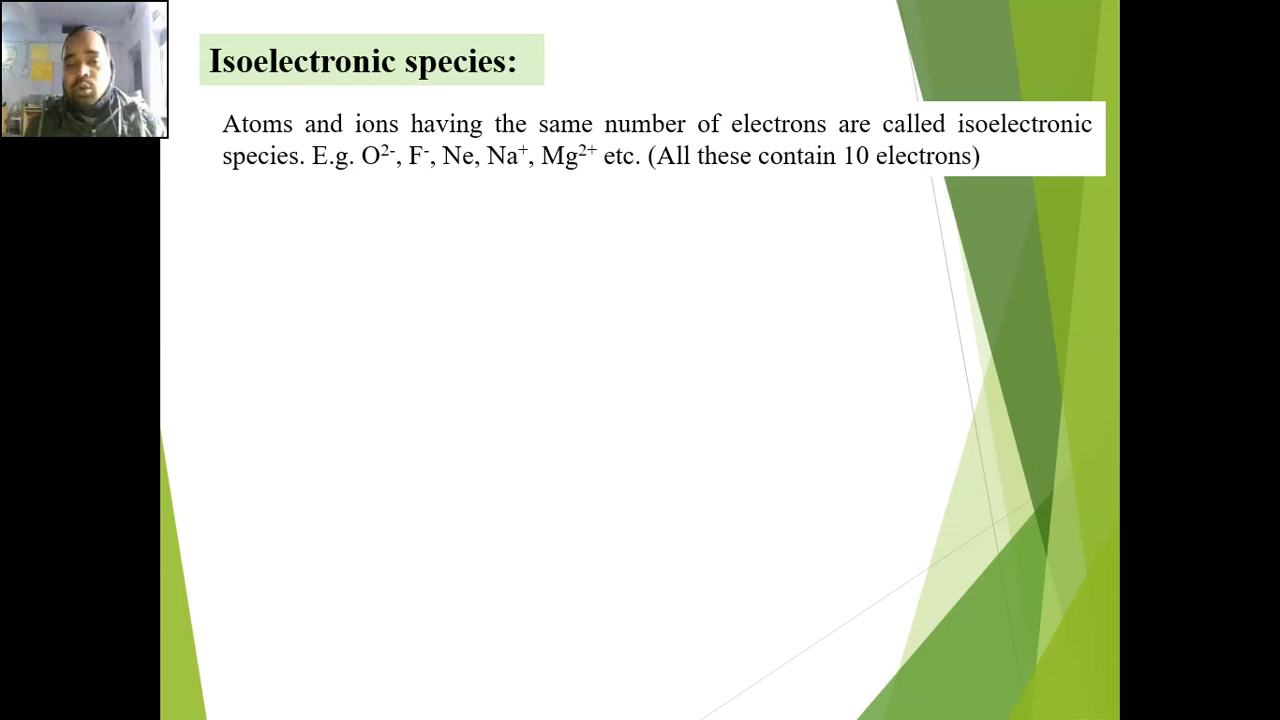 Isoelectronic species:
Atoms and ions having the same number of electrons are called isoelectronic
species. E.g. O²⁻, F⁻, Ne, Na⁺, Mg²⁺ etc. (All these contain 10 electrons)